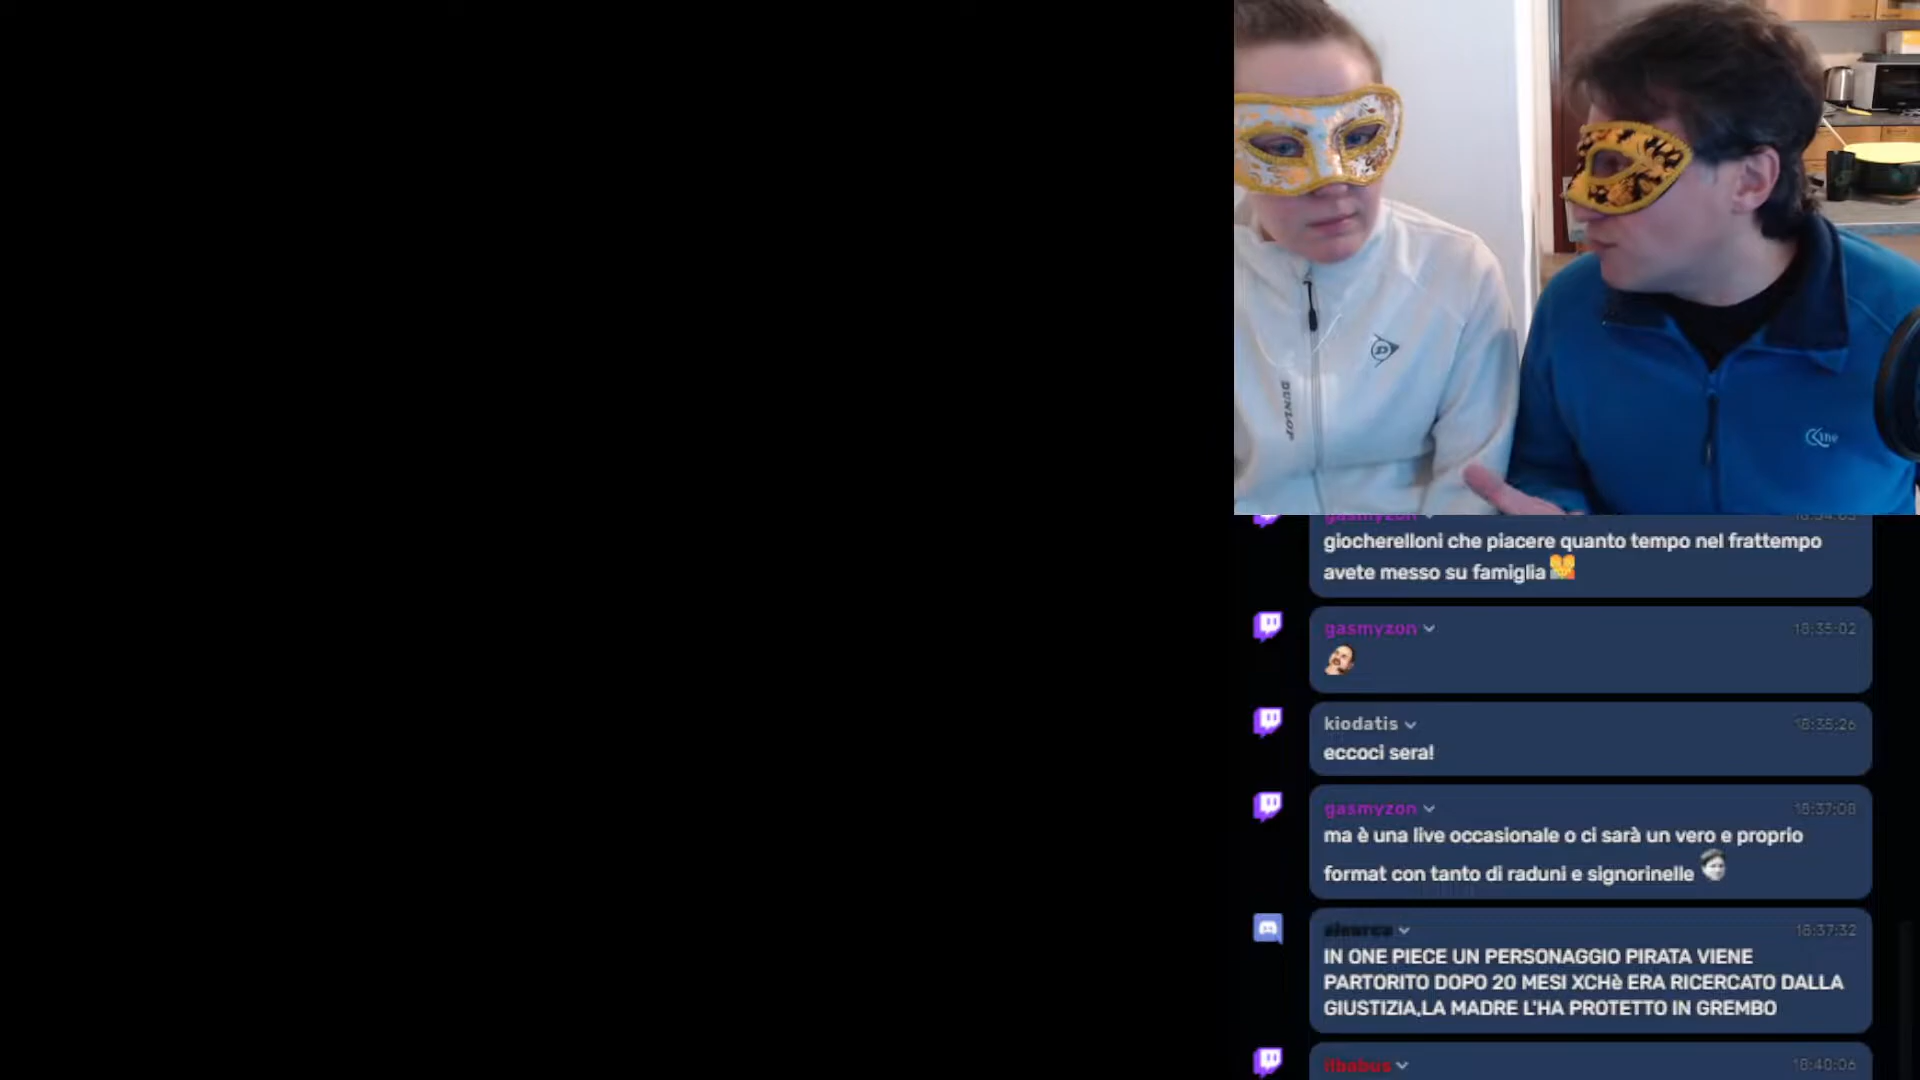 DUNLOP
gasmyzon
giocherelloni che piacere quanto tempo nel frattempo
avete messo su famiglia
gasmyzon 18:35:02
kiodatis 18:35:26
eccoci sera!
gasmyzon 18:37:08
ma è una live occasionale o ci sarà un vero e proprio
format con tanto di raduni e signorinelle
18:37:32
IN ONE PIECE UN PERSONAGGIO PIRATA VIENE
PARTORITO DOPO 20 MESI XCHè ERA RICERCATO DALLA
GIUSTIZIA,LA MADRE L'HA PROTETTO IN GREMBO
ilbabus 18:40:06